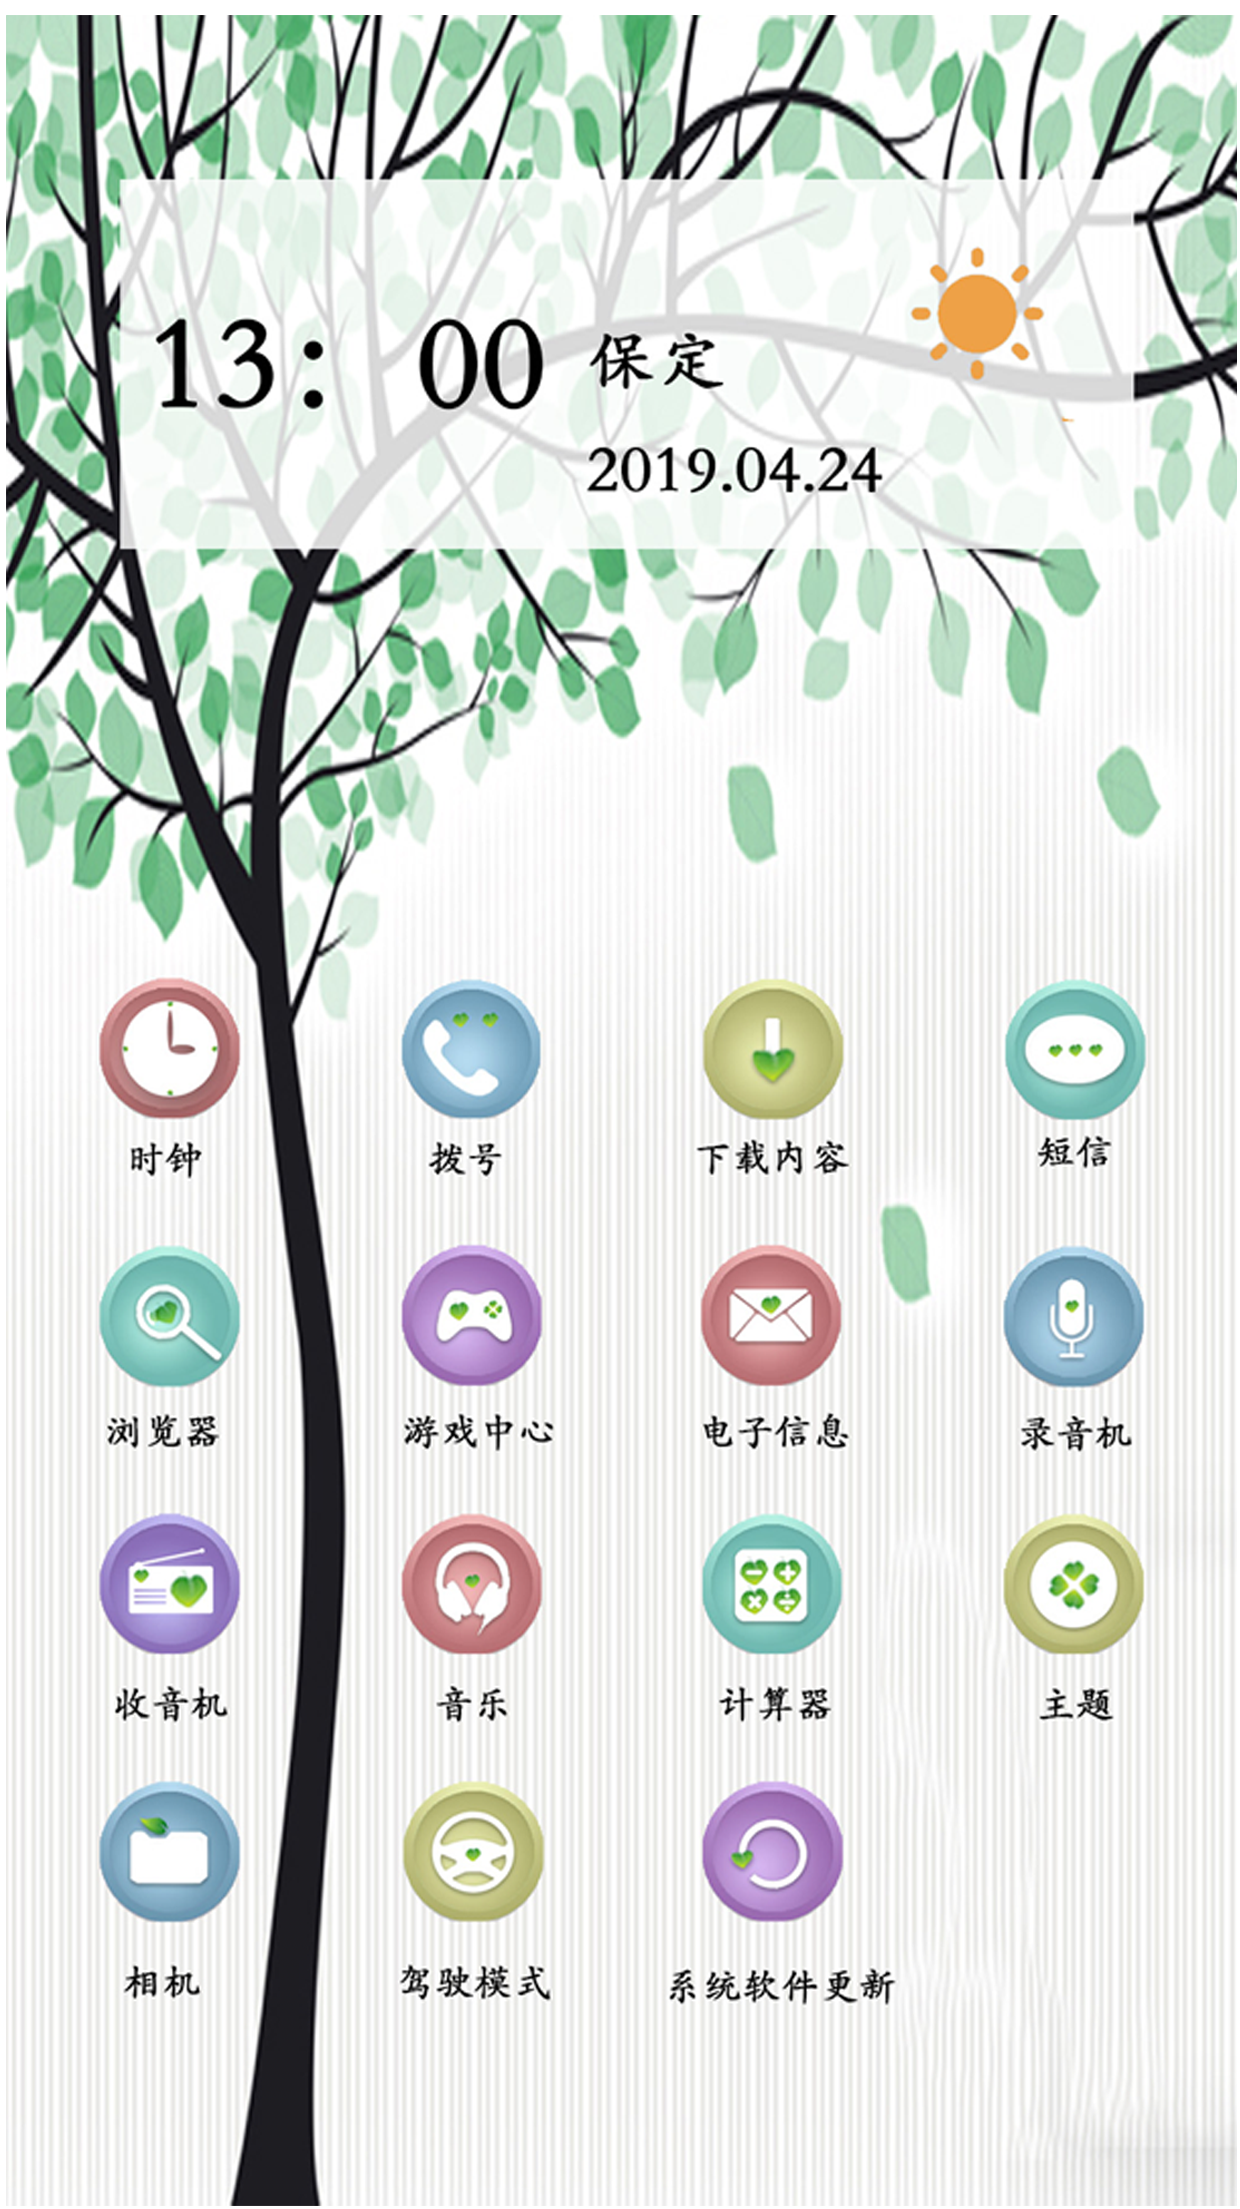 13： 00 保定
2019.04.24
时钟 拨号 下载内容 短信
浏览器 游戏中心 电子信息 录音机
收音机 音乐 计算器 主题
相机 驾驶模式 系统软件更新